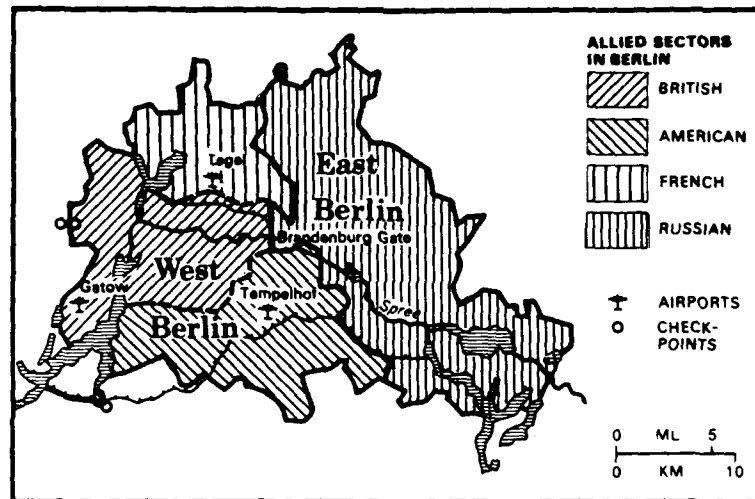 ALLIED SECTORS
IN BERLIN
BRITISH
AMERICAN
FRENCH
RUSSIAN
AIRPORTS
CHECK-
POINTS
0 ML 5
0 KM 10
Tegel
East
Berlin
Brandenburg Gate
West
Gatow
Tempelhof
Berlin
Spree